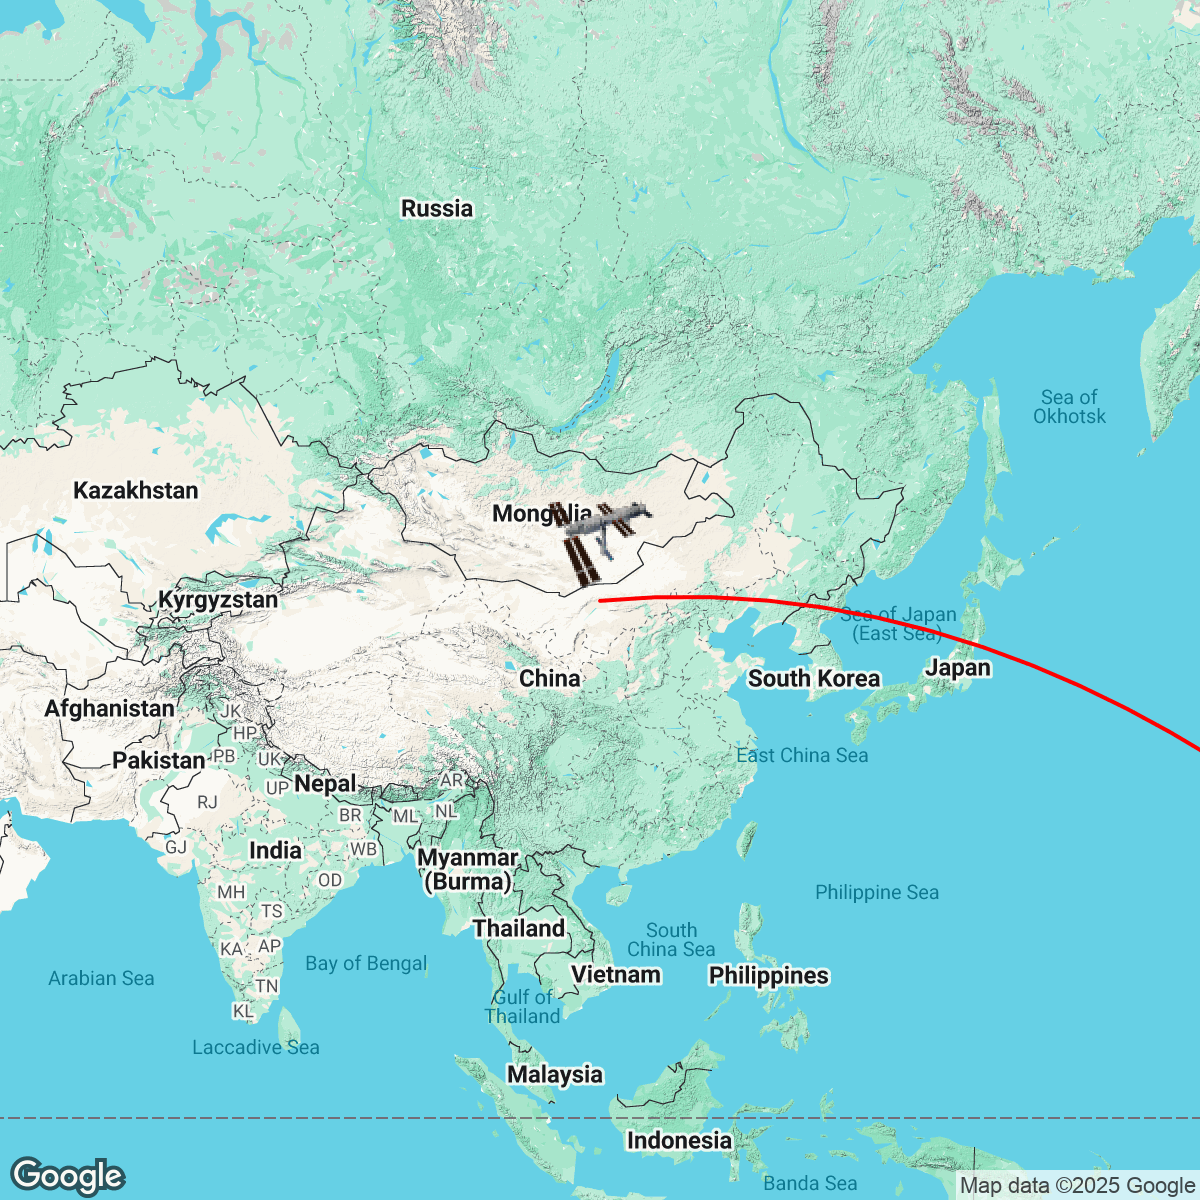 Russia
Sea of
Okhotsk
Kazakhstan
Mongolia
Kyrgyzstan
Sea of Japan
(East Sea)
Japan
China
South Korea
Afghanistan
JK
HP
Pakistan
PB
UK
East China Sea
Nepal
AR
UP
RJ
BR
ML
NL
GJ
India
WB
Myanmar
(Burma)
OD
MH
Philippine Sea
TS
Thailand
South
China Sea
KA
AP
Bay of Bengal
Arabian Sea
Vietnam
Philippines
TN
Gulf of
Thailand
KL
Laccadive Sea
Malaysia
Indonesia
Banda Sea
Google
Map data ©2025 Google